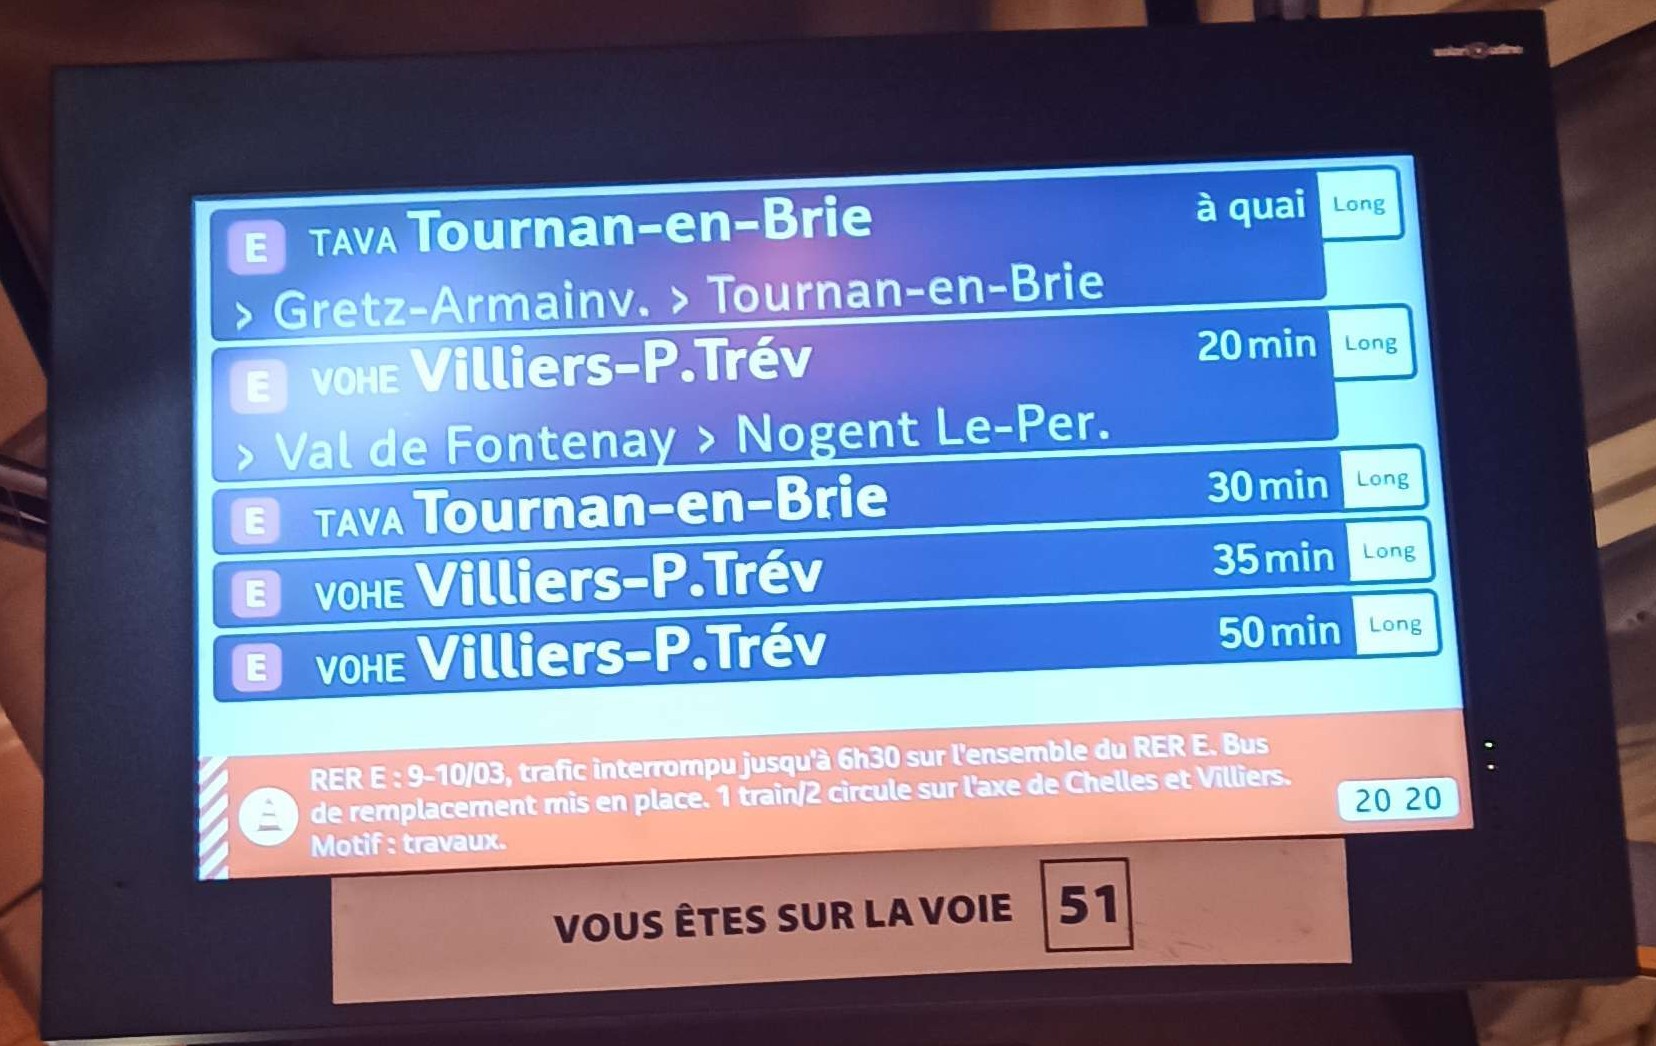 E TAVA Tournan-en-Brie à quai Long
> Gretz-Armainv. > Tournan-en-Brie
E VOHE Villiers-P.Trév 20 min Long
> Val de Fontenay > Nogent Le-Per.
E TAVA Tournan-en-Brie 30 min Long
E VOHE Villiers-P.Trév 35 min Long
E VOHE Villiers-P.Trév 50 min Long
RER E : 9-10/03, trafic interrompu jusqu'à 6h30 sur l'ensemble du RER E. Bus
de remplacement mis en place. 1 train/2 circule sur l'axe de Chelles et Villiers.
Motif : travaux.
20 20
VOUS ÊTES SUR LA VOIE 51